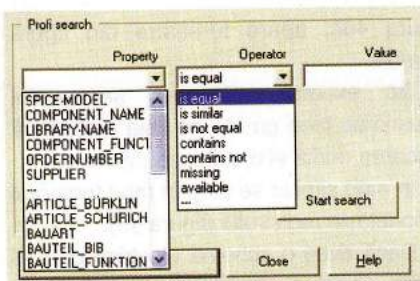 Profi search
Property Operator Value
is equal
SPICE-MODEL is equal
COMPONENT_NAME is similar
LIBRARY-NAME is not equal
COMPONENT_FUNCT contains
ORDERNUMBER contains not
SUPPLIER missing
... available
ARTICLE_BÜRKLIN ...
ARTICLE_SCHURICH Start search
BAUART
BAUTEIL_BIB
BAUTEIL_FUNKTION
Close Help